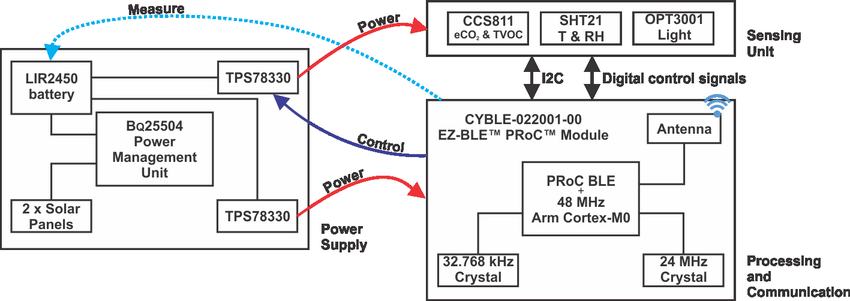 Measure
Power
CCS811
eCO₂ & TVOC
SHT21
T & RH
OPT3001
Light
Sensing
Unit
I2C
Digital control signals
LIR2450
battery
TPS78330
BQ25504
Power
Management
Unit
2 x Solar
Panels
TPS78330
Power
Supply
Control
Power
CYBLE-022001-00
EZ-BLE™ PRoC™ Module
Antenna
PRoC BLE
+
48 MHz
Arm Cortex-M0
32.768 kHz
Crystal
24 MHz
Crystal
Processing
and
Communication